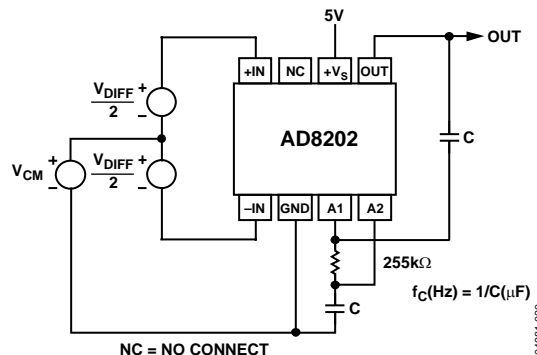 5V
OUT
+IN
NC
+VS
OUT
VDIFF
2
+
−
AD8202
C
VCM
+
−
VDIFF
2
+
−
−IN
GND
A1
A2
255kΩ
C
fC(Hz) = 1/C(μF)
NC = NO CONNECT